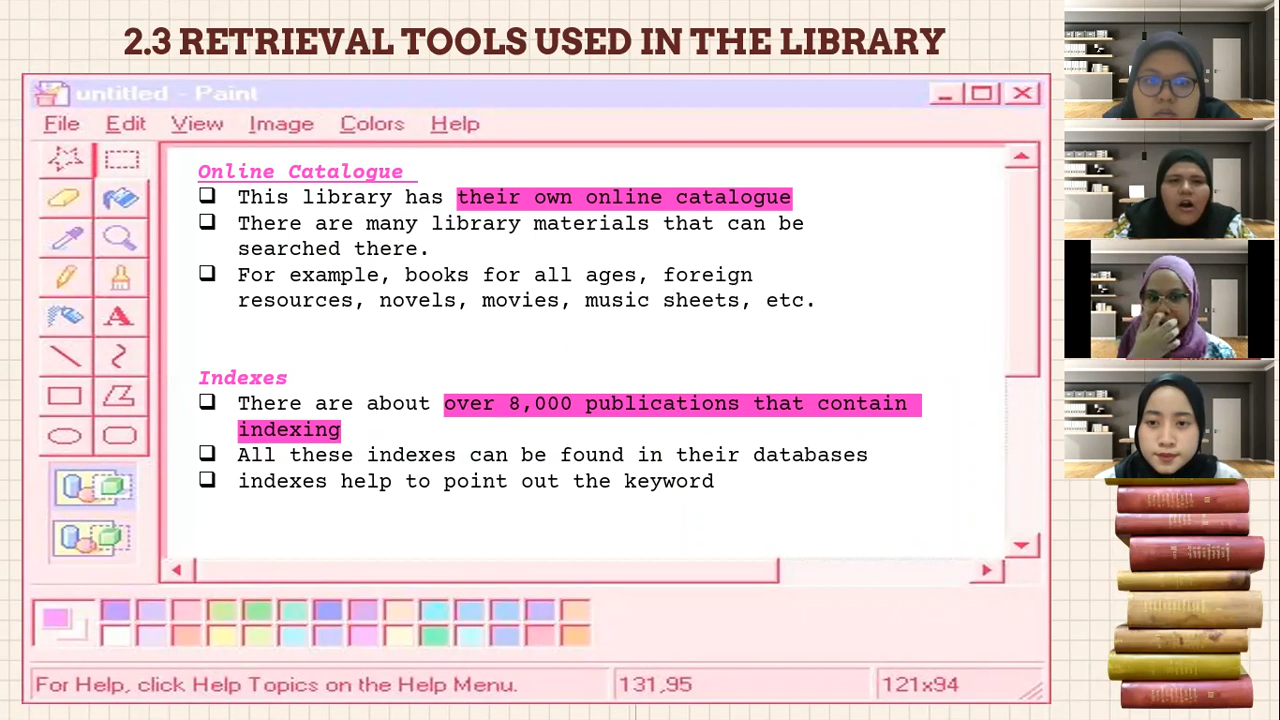 2.3 RETRIEVAL TOOLS USED IN THE LIBRARY
untitled - Paint
File Edit View Image Colors Help
Online Catalogue
This library has their own online catalogue
There are many library materials that can be
searched there.
For example, books for all ages, foreign
resources, novels, movies, music sheets, etc.
Indexes
There are about over 8,000 publications that contain
indexing
All these indexes can be found in their databases
indexes help to point out the keyword
For Help, click Help Topics on the Help Menu.
131,95
121x94